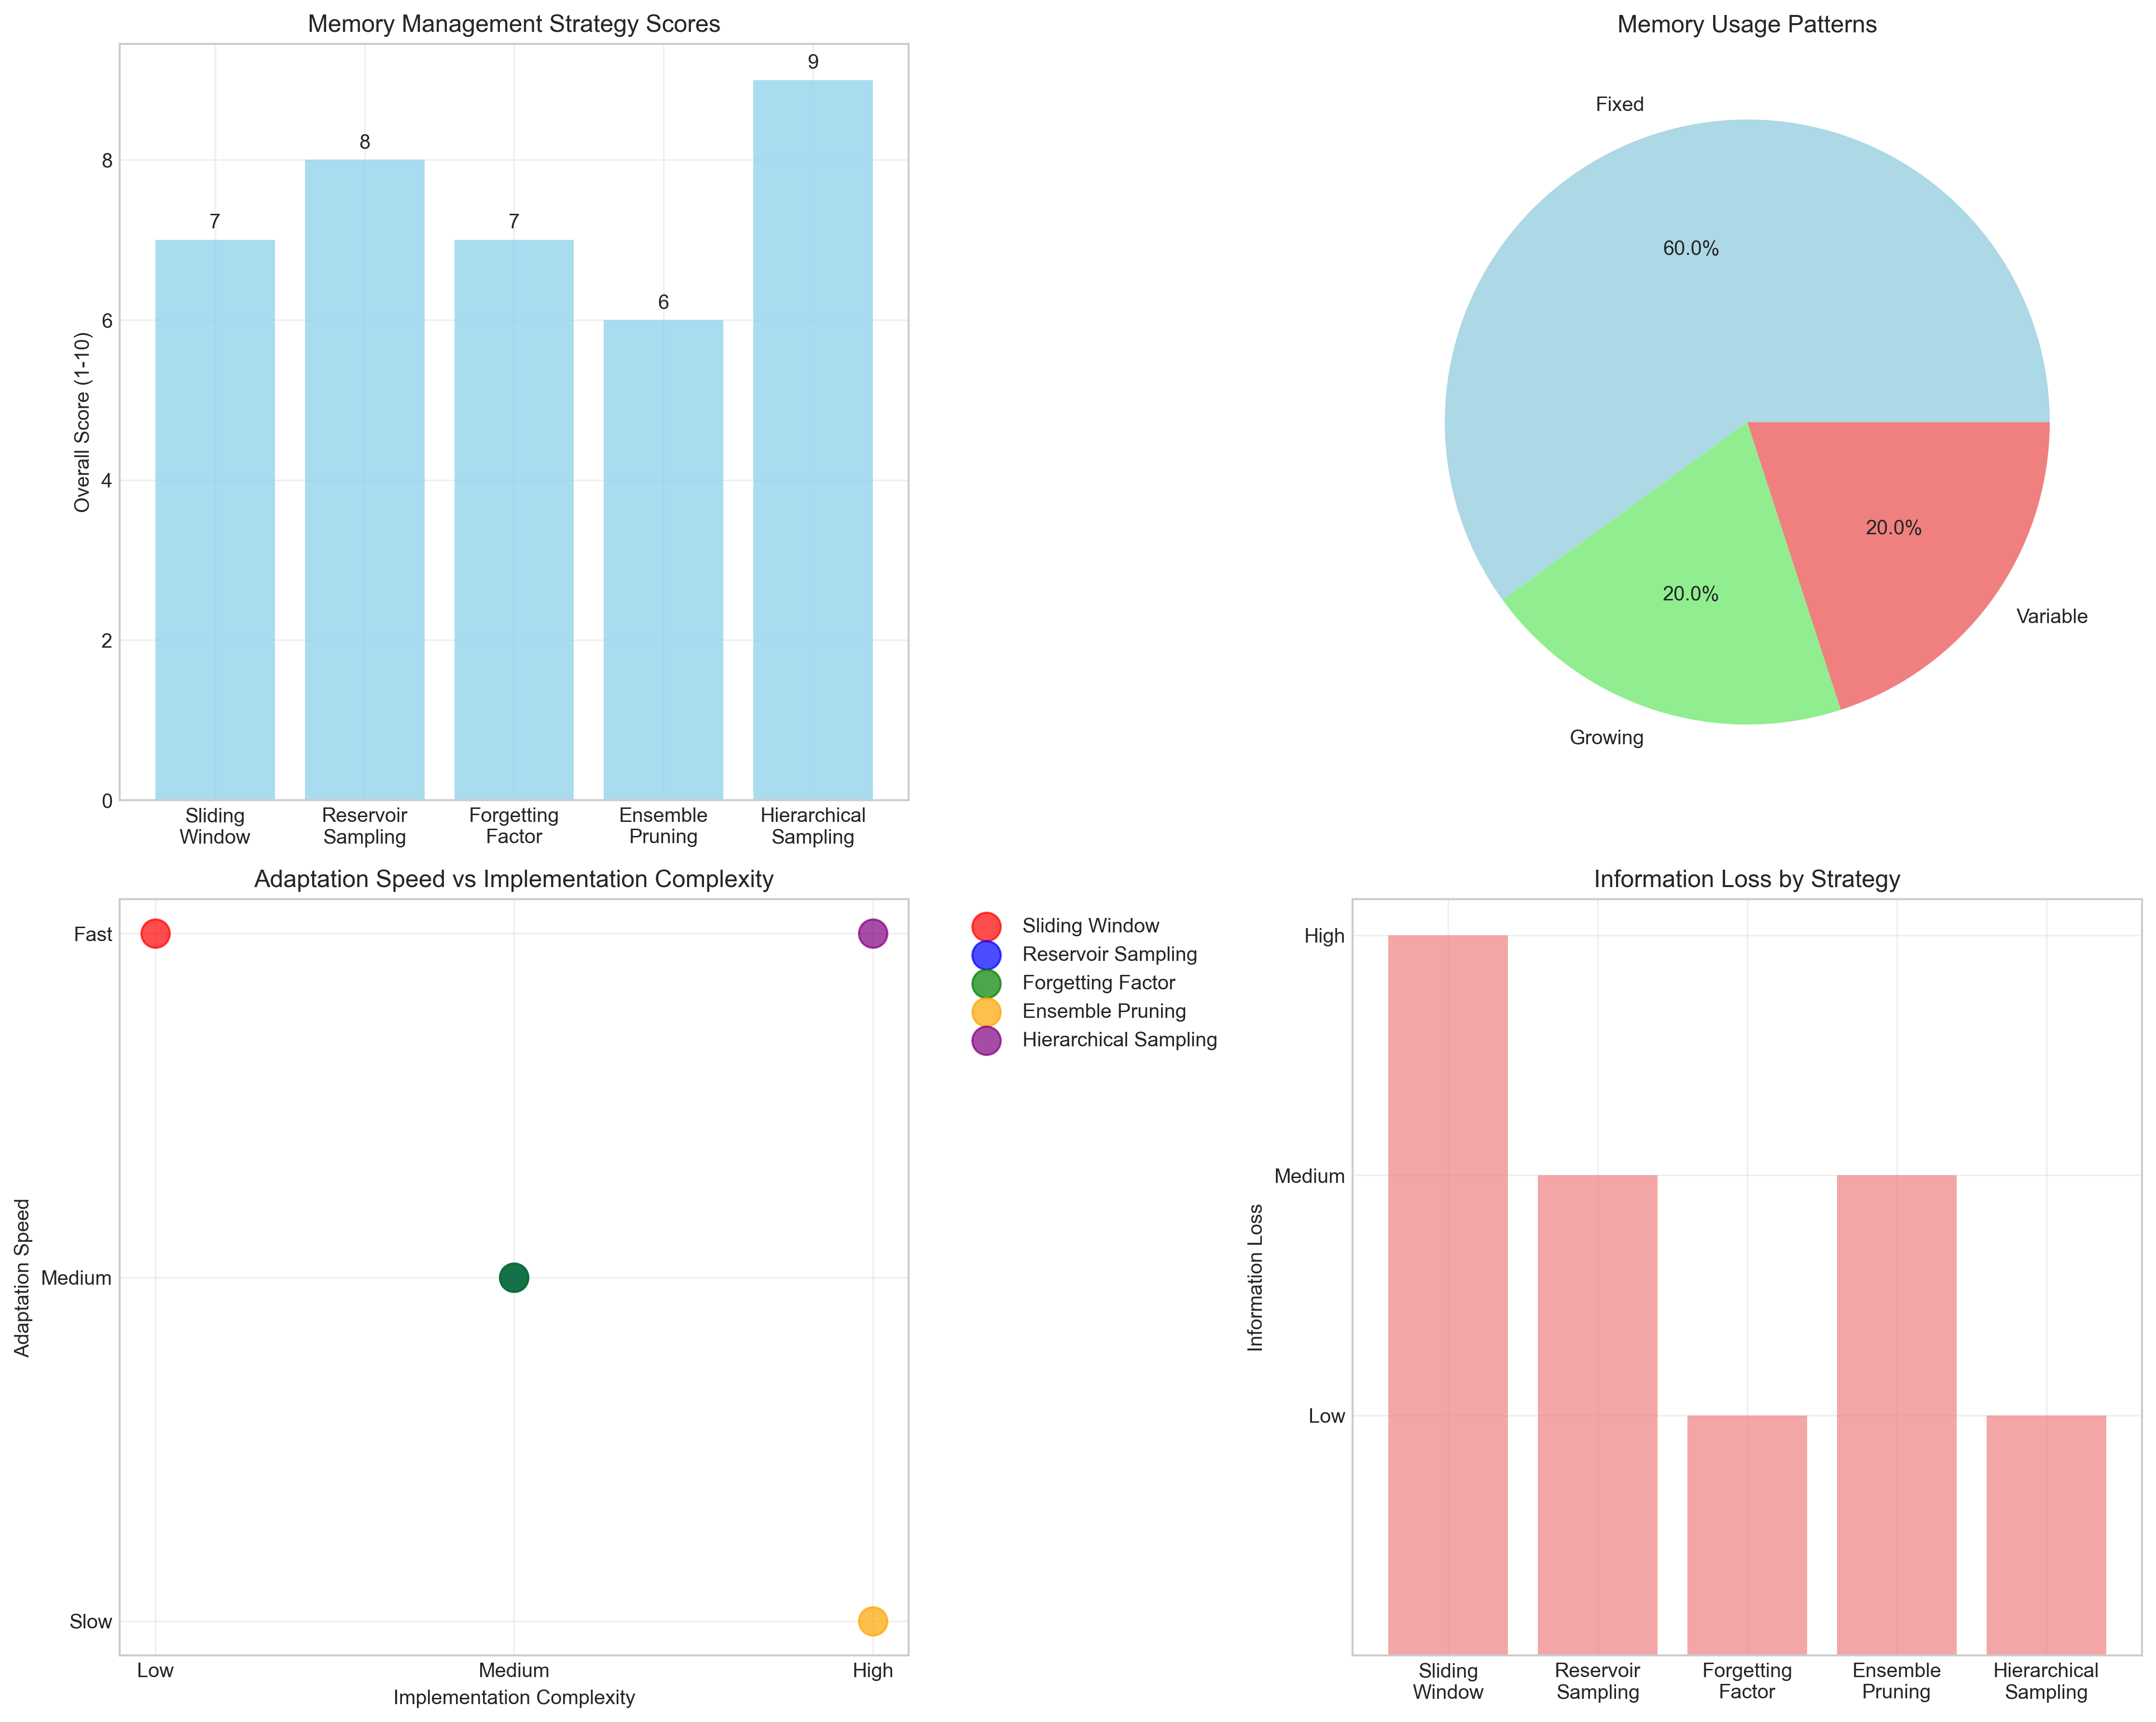 Memory Management Strategy Scores
Overall Score (1-10)
8
6
4
2
0
7
8
7
6
9
Sliding
Window
Reservoir
Sampling
Forgetting
Factor
Ensemble
Pruning
Hierarchical
Sampling
Memory Usage Patterns
Fixed
60.0%
20.0%
20.0%
Variable
Growing
Adaptation Speed vs Implementation Complexity
Adaptation Speed
Fast
Medium
Slow
Low
Medium
High
Implementation Complexity
Sliding Window
Reservoir Sampling
Forgetting Factor
Ensemble Pruning
Hierarchical Sampling
Information Loss by Strategy
Information Loss
High
Medium
Low
Sliding
Window
Reservoir
Sampling
Forgetting
Factor
Ensemble
Pruning
Hierarchical
Sampling